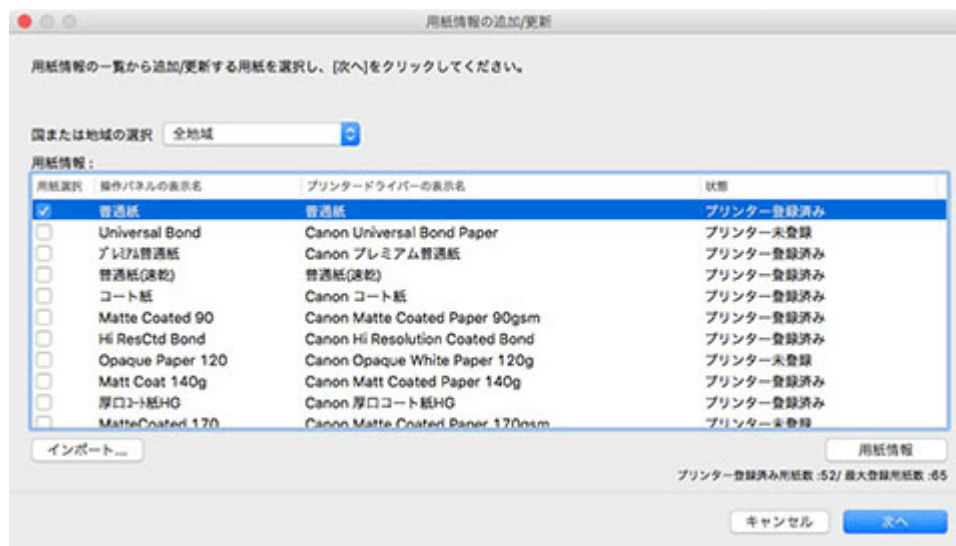 用紙情報の追加/更新
用紙情報の一覧から追加/更新する用紙を選択し、[次へ]をクリックしてください。
国または地域の選択 全地域
用紙情報：
用紙選択 操作パネルの表示名 プリンタードライバーの表示名 状態
普通紙 普通紙 プリンター登録済み
Universal Bond Canon Universal Bond Paper プリンター未登録
ﾌﾟﾚﾐｱﾑ普通紙 Canon プレミアム普通紙 プリンター登録済み
普通紙(速乾) 普通紙(速乾) プリンター登録済み
コート紙 Canon コート紙 プリンター登録済み
Matte Coated 90 Canon Matte Coated Paper 90gsm プリンター登録済み
Hi ResCtd Bond Canon Hi Resolution Coated Bond プリンター登録済み
Opaque Paper 120 Canon Opaque White Paper 120g プリンター未登録
Matt Coat 140g Canon Matt Coated Paper 140g プリンター登録済み
厚口ｺｰﾄ紙HG Canon 厚口コート紙HG プリンター登録済み
MatteCoated 170 Canon Matte Coated Paper 170gsm プリンター未登録
インポート... 用紙情報
プリンター登録済み用紙数 :52/ 最大登録用紙数 :65
キャンセル 次へ